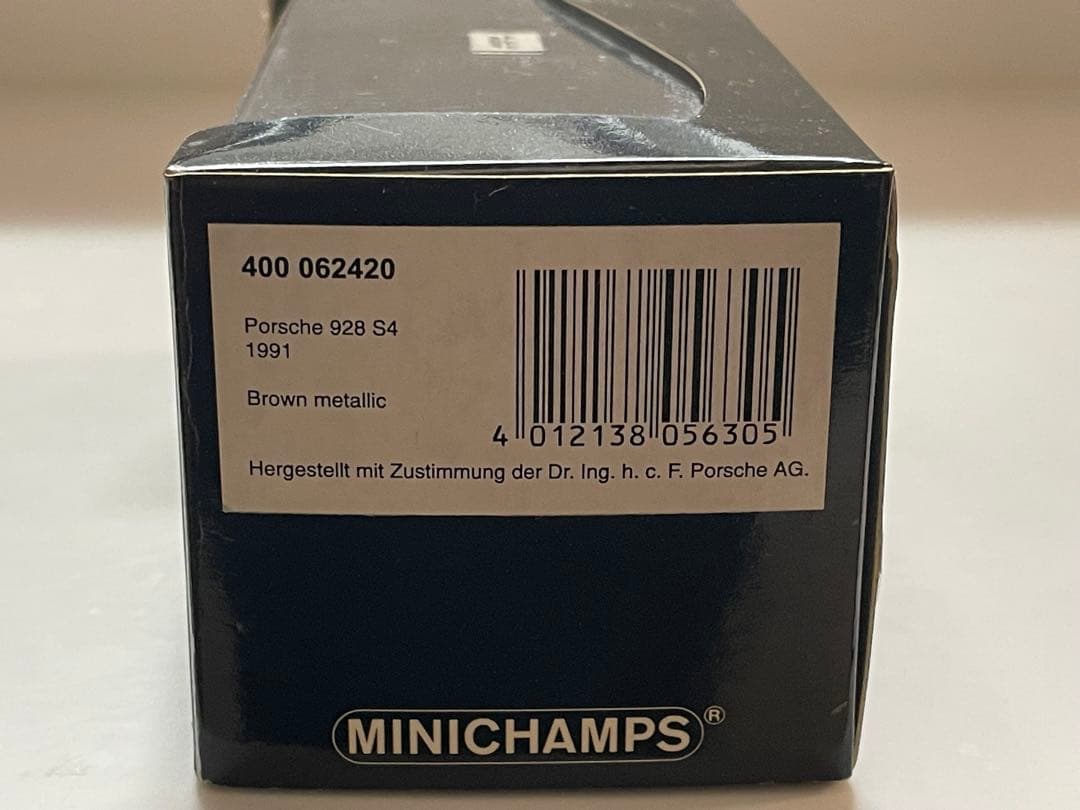 400 062420
Porsche 928 S4
1991
Brown metallic
4 012138 056305
Hergestellt mit Zustimmung der Dr. Ing. h. c. F. Porsche AG.
MINICHAMPS®